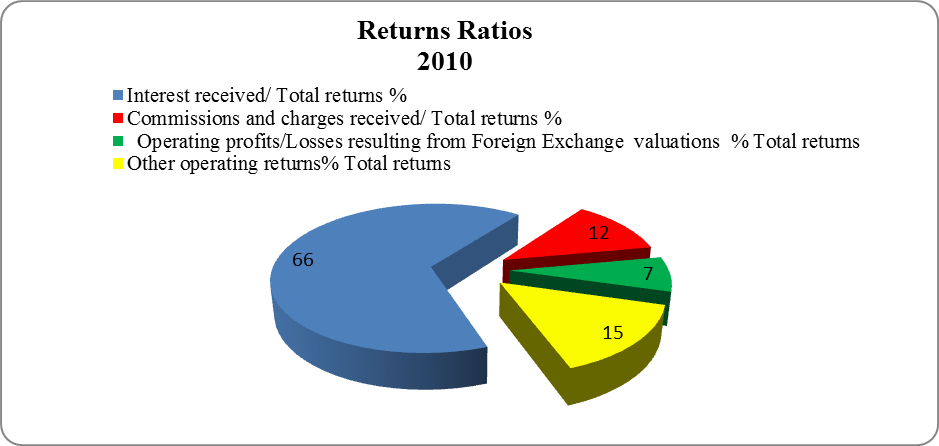 Returns Ratios
2010
Interest received/ Total returns %
Commissions and charges received/ Total returns %
Operating profits/Losses resulting from Foreign Exchange valuations % Total returns
Other operating returns% Total returns
12
66
7
15